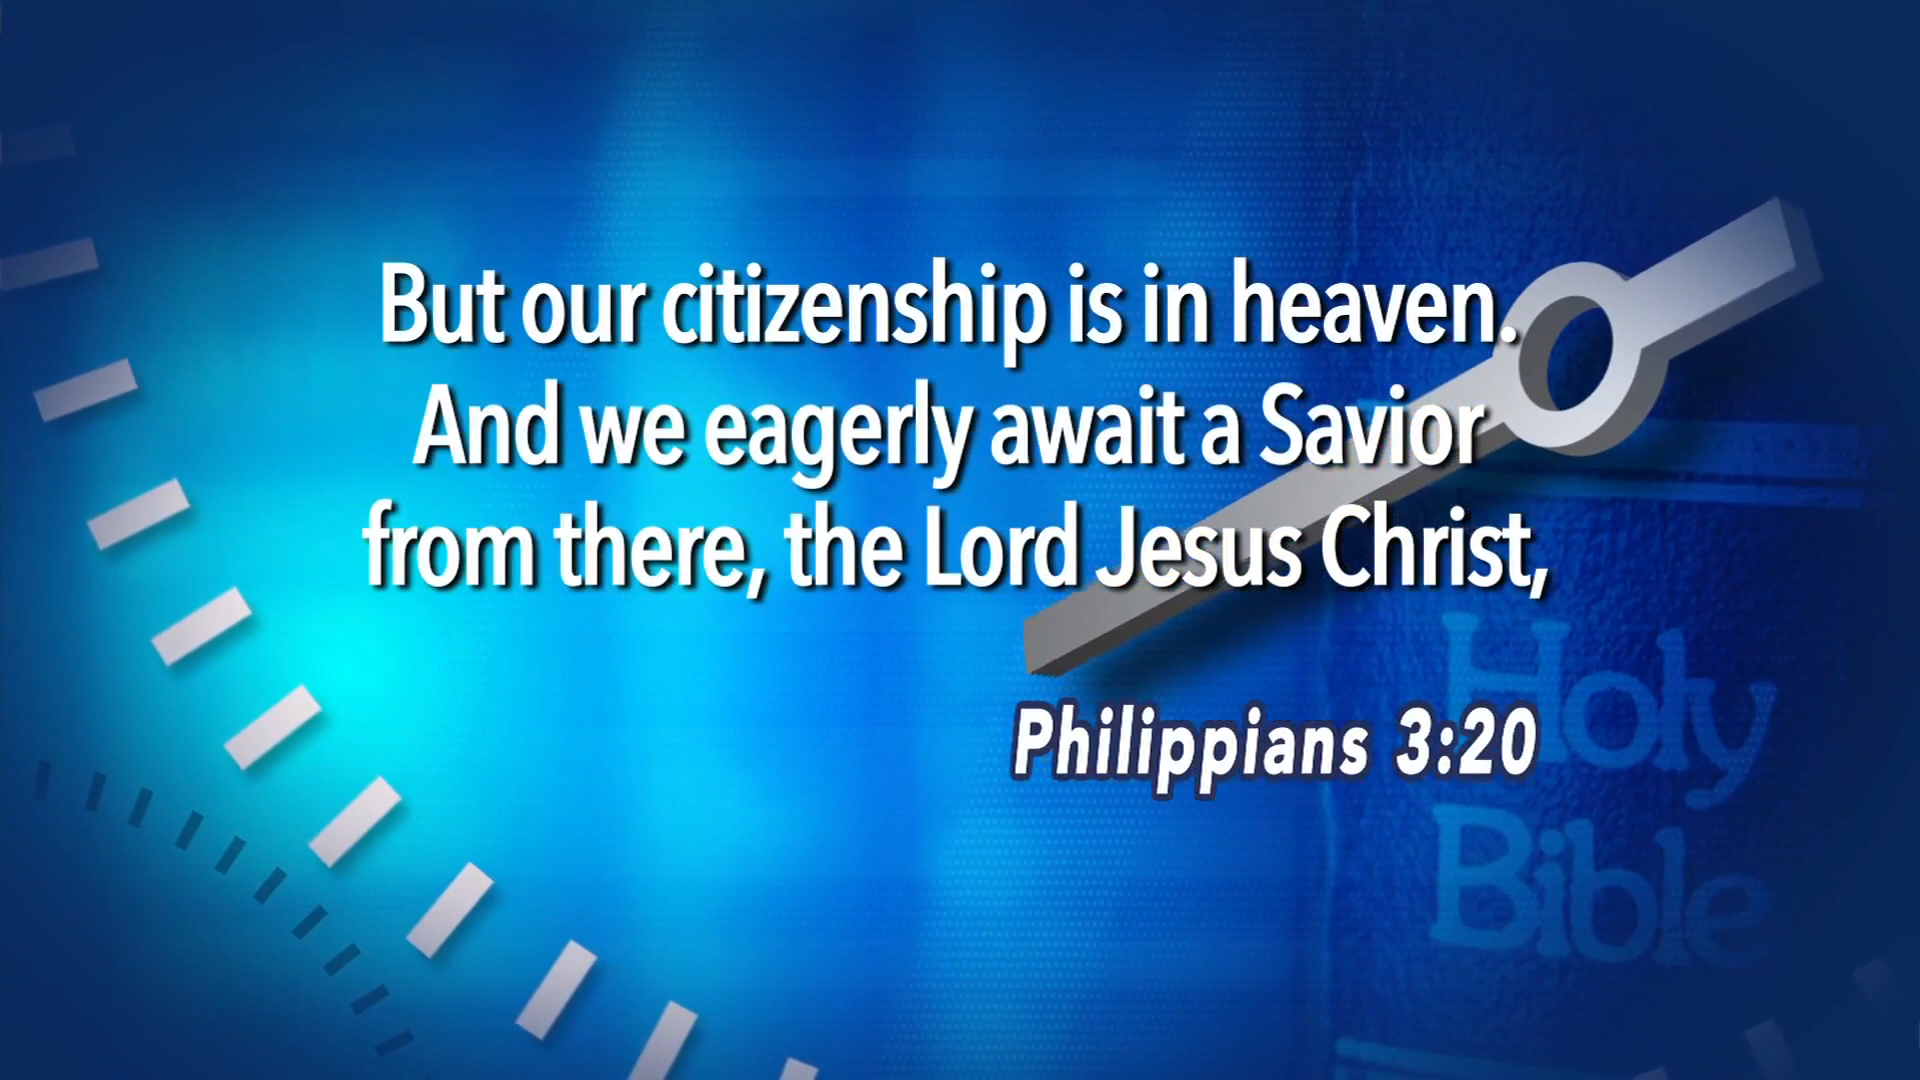 But our citizenship is in heaven.
And we eagerly await a Savior
from there, the Lord Jesus Christ,
Philippians 3:20
Holy
Bible